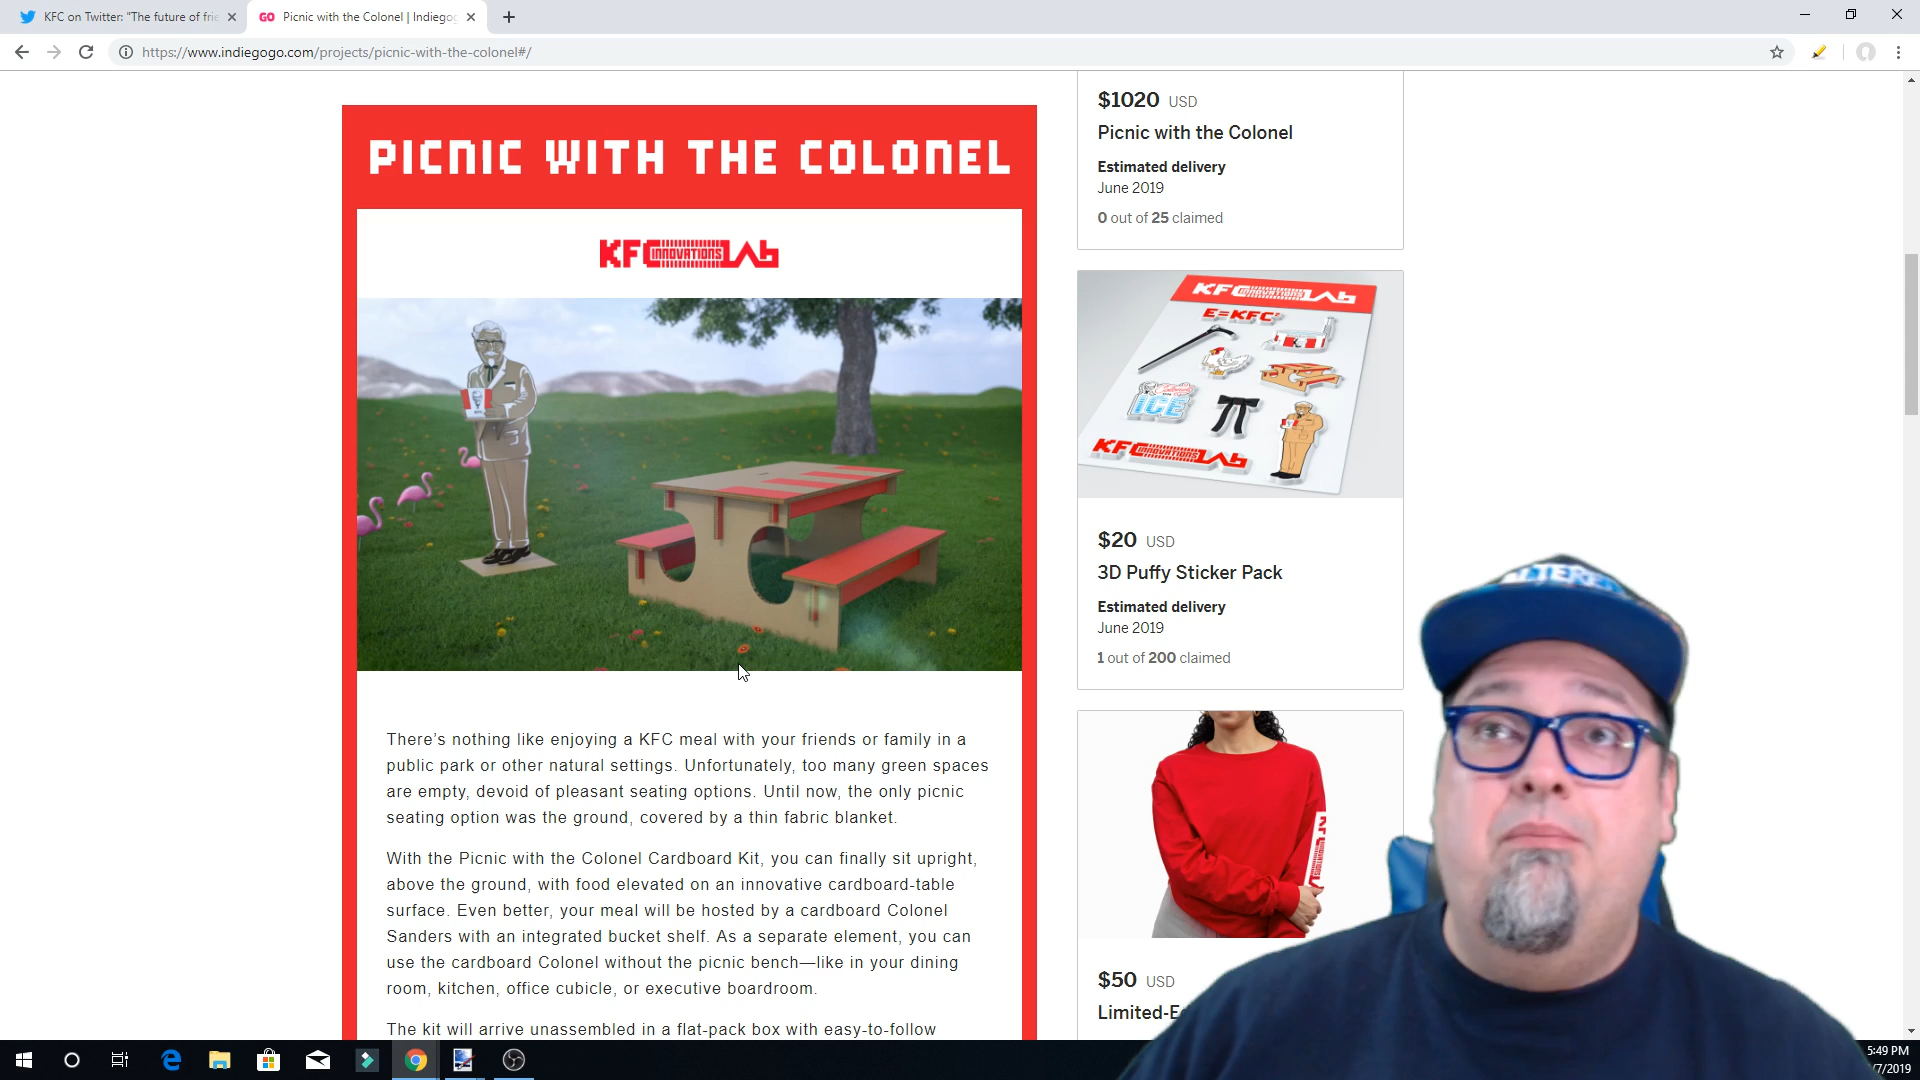 KFC on Twitter: "The future of frie
Picnic with the Colonel | Indiegog
https://www.indiegogo.com/projects/picnic-with-the-colonel#/
PICNIC WITH THE COLONEL
KFC INNOVATIONS LAb
There's nothing like enjoying a KFC meal with your friends or family in a
public park or other natural settings. Unfortunately, too many green spaces
are empty, devoid of pleasant seating options. Until now, the only picnic
seating option was the ground, covered by a thin fabric blanket.
With the Picnic with the Colonel Cardboard Kit, you can finally sit upright,
above the ground, with food elevated on an innovative cardboard-table
surface. Even better, your meal will be hosted by a cardboard Colonel
Sanders with an integrated bucket shelf. As a separate element, you can
use the cardboard Colonel without the picnic bench—like in your dining
room, kitchen, office cubicle, or executive boardroom.
The kit will arrive unassembled in a flat-pack box with easy-to-follow
$1020 USD
Picnic with the Colonel
Estimated delivery
June 2019
0 out of 25 claimed
KFC INNOVATIONS LAb
E=KFC²
ICE
KFC INNOVATIONS LAb
$20 USD
3D Puffy Sticker Pack
Estimated delivery
June 2019
1 out of 200 claimed
KFC INNOVATIONS LAb
$50 USD
Limited-E
ALTERED
5:49 PM
/7/2019